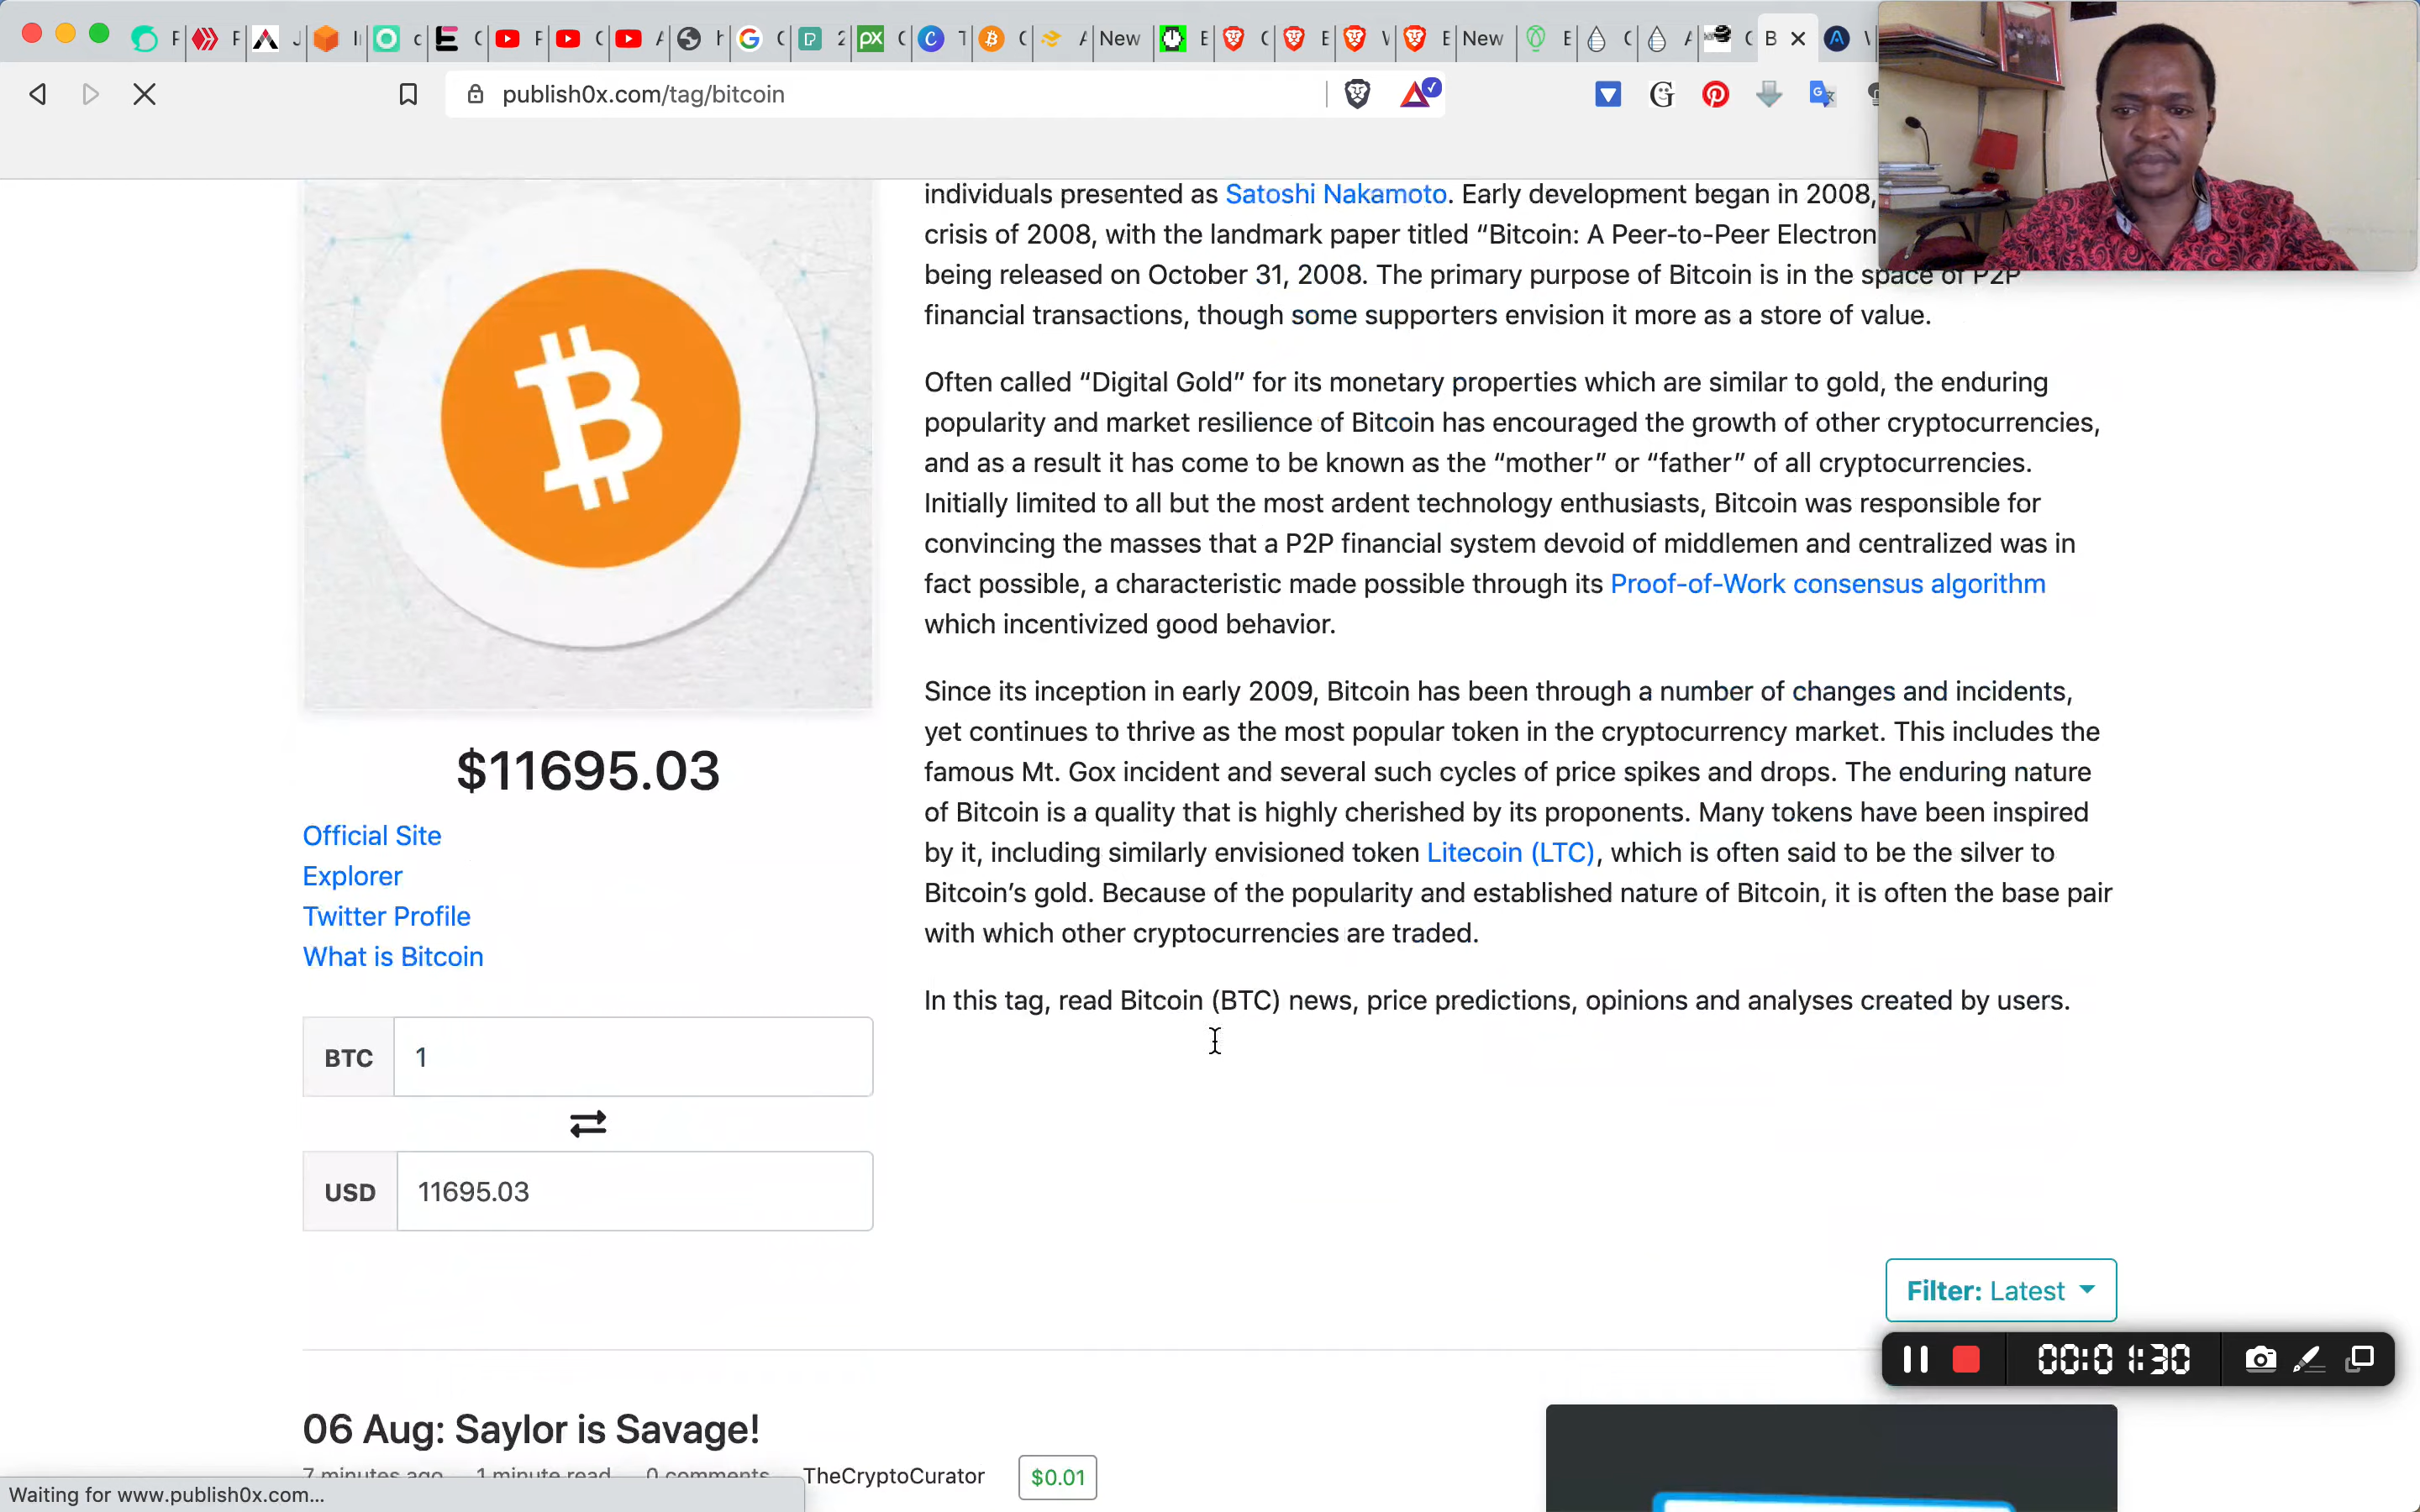 New
New
publish0x.com/tag/bitcoin
individuals presented as Satoshi Nakamoto. Early development began in 2008,
crisis of 2008, with the landmark paper titled “Bitcoin: A Peer-to-Peer Electron
being released on October 31, 2008. The primary purpose of Bitcoin is in the space of P2P
financial transactions, though some supporters envision it more as a store of value.
Often called “Digital Gold” for its monetary properties which are similar to gold, the enduring
popularity and market resilience of Bitcoin has encouraged the growth of other cryptocurrencies,
and as a result it has come to be known as the “mother” or “father” of all cryptocurrencies.
Initially limited to all but the most ardent technology enthusiasts, Bitcoin was responsible for
convincing the masses that a P2P financial system devoid of middlemen and centralized was in
fact possible, a characteristic made possible through its Proof-of-Work consensus algorithm
which incentivized good behavior.
Since its inception in early 2009, Bitcoin has been through a number of changes and incidents,
yet continues to thrive as the most popular token in the cryptocurrency market. This includes the
famous Mt. Gox incident and several such cycles of price spikes and drops. The enduring nature
of Bitcoin is a quality that is highly cherished by its proponents. Many tokens have been inspired
by it, including similarly envisioned token Litecoin (LTC), which is often said to be the silver to
Bitcoin’s gold. Because of the popularity and established nature of Bitcoin, it is often the base pair
with which other cryptocurrencies are traded.
In this tag, read Bitcoin (BTC) news, price predictions, opinions and analyses created by users.
$11695.03
Official Site
Explorer
Twitter Profile
What is Bitcoin
BTC 1
USD 11695.03
Filter: Latest
00:01:30
06 Aug: Saylor is Savage!
7 minutes ago 1 minute read 0 comments TheCryptoCurator $0.01
Waiting for www.publish0x.com...